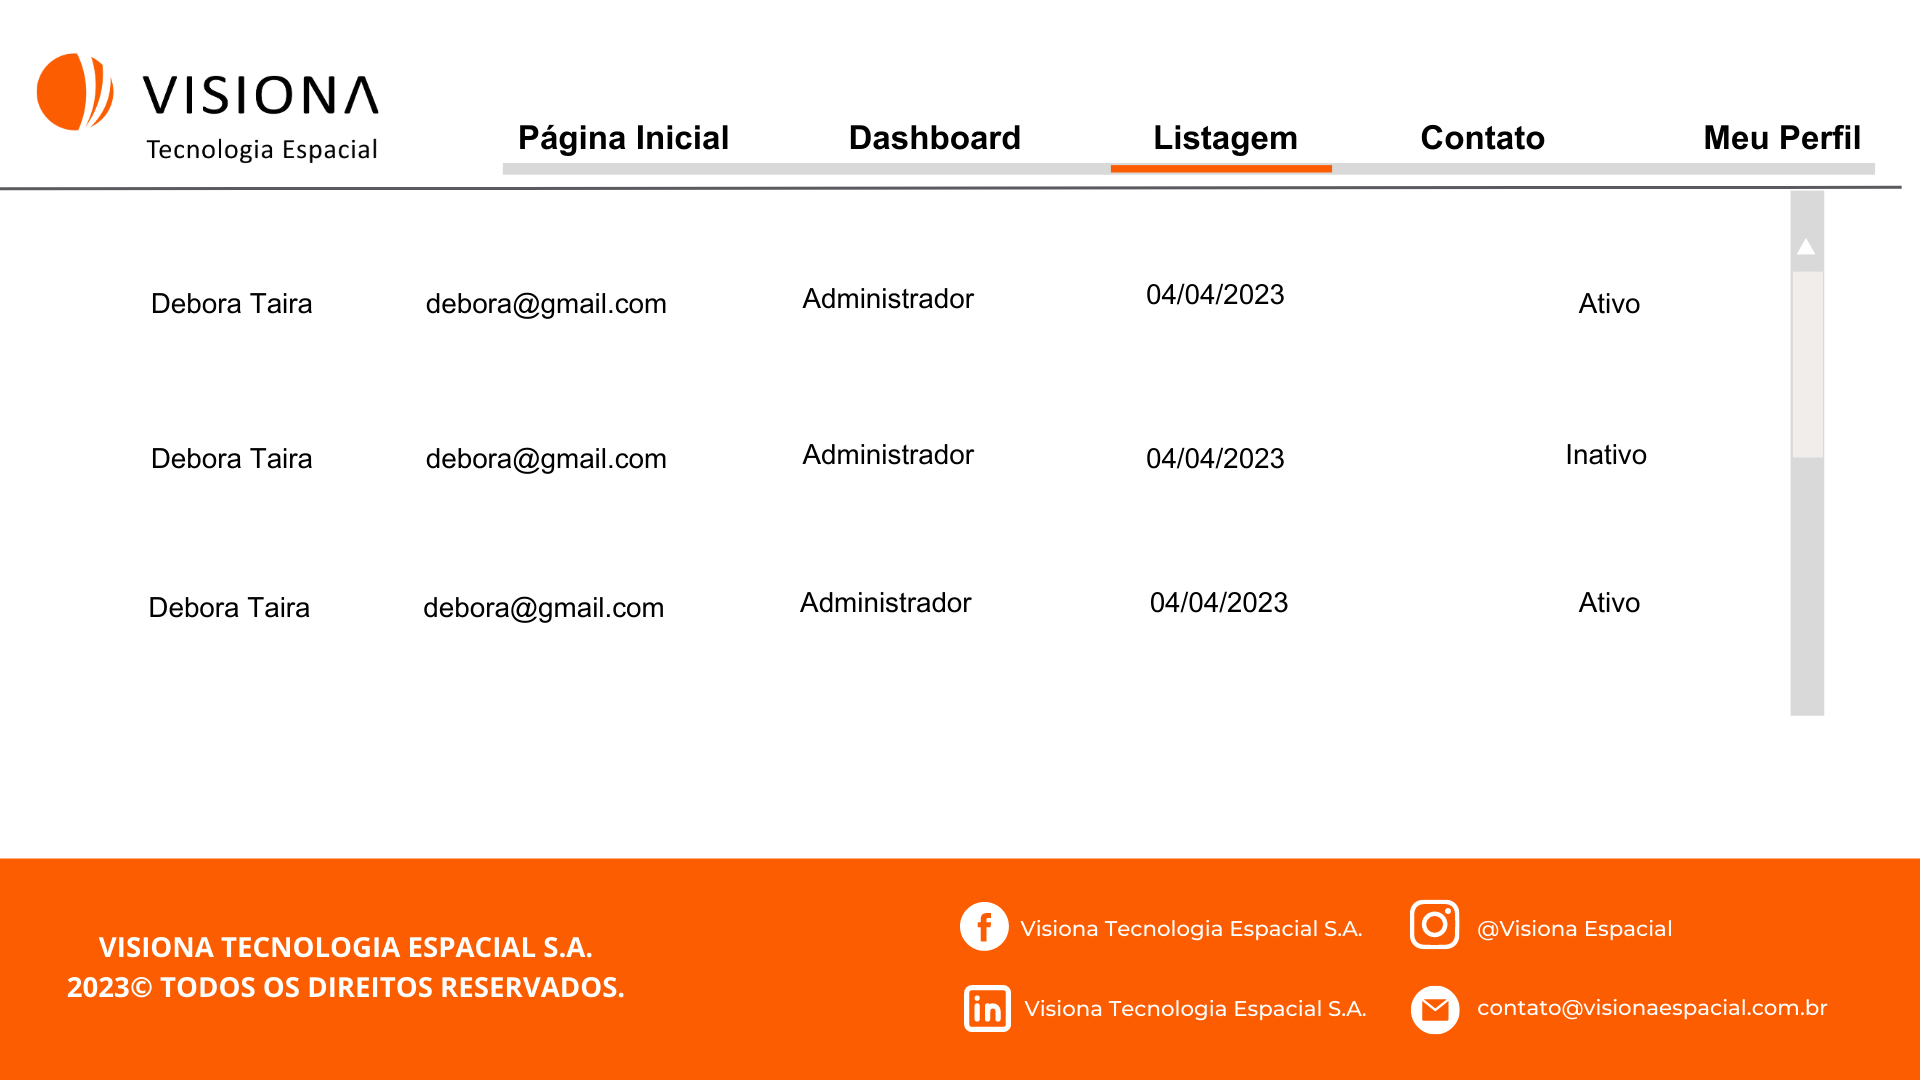 VISIONA
Tecnologia Espacial
Página Inicial Dashboard Listagem Contato Meu Perfil
Debora Taira debora@gmail.com Administrador 04/04/2023 Ativo
Debora Taira debora@gmail.com Administrador 04/04/2023 Inativo
Debora Taira debora@gmail.com Administrador 04/04/2023 Ativo
VISIONA TECNOLOGIA ESPACIAL S.A.
2023© TODOS OS DIREITOS RESERVADOS.
Visiona Tecnologia Espacial S.A. @Visiona Espacial
Visiona Tecnologia Espacial S.A. contato@visionaespacial.com.br